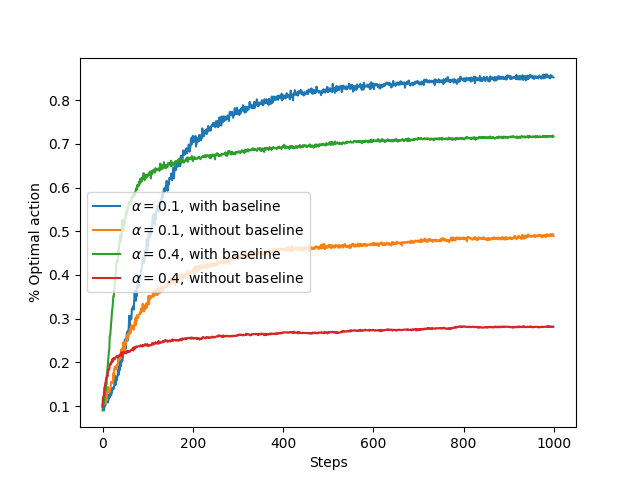 % Optimal action
0.8
0.7
0.6
0.5
0.4
0.3
0.2
0.1
α = 0.1, with baseline
α = 0.1, without baseline
α = 0.4, with baseline
α = 0.4, without baseline
0 200 400 600 800 1000
Steps